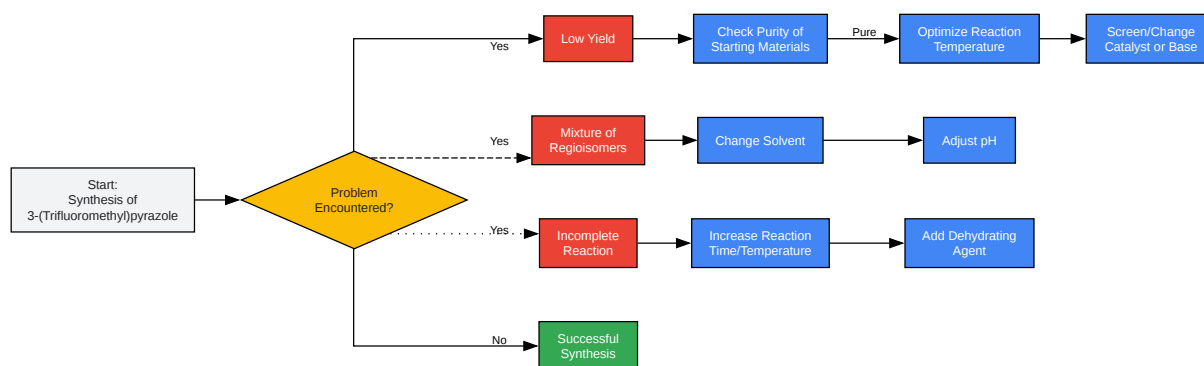 Start:
Synthesis of
3-(Trifluoromethyl)pyrazole
Problem
Encountered?
Yes
Low Yield
Check Purity of
Starting Materials
Pure
Optimize Reaction
Temperature
Screen/Change
Catalyst or Base
Yes
Mixture of
Regioisomers
Change Solvent
Adjust pH
Yes
Incomplete
Reaction
Increase Reaction
Time/Temperature
Add Dehydrating
Agent
No
Successful
Synthesis